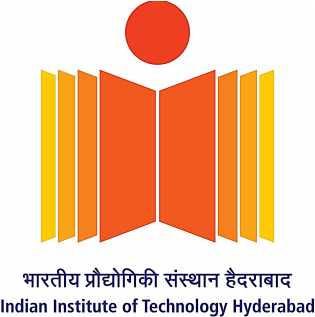 भारतीय प्रौद्योगिकी संस्थान हैदराबाद
Indian Institute of Technology Hyderabad